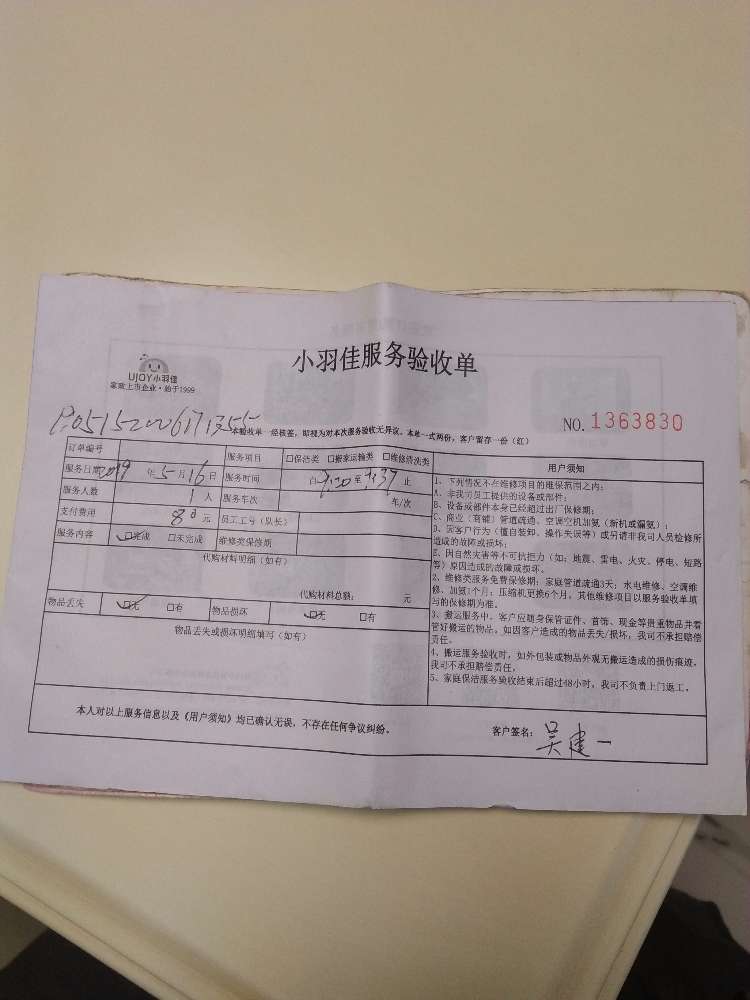 UJOY小羽佳
家政上市企业·始于1999
小羽佳服务验收单
NO. 1363830
本验收单一经核签，即视为对本次服务验收无异议。本单一式两份，客户留存一份（红）
订单编号
服务项目 □保洁类 □搬家运输类 □维修清洗类
服务日期 2019 年 5 月 16 日 服务时间 自 至 止
服务人数 1 人 服务车次 车/次
支付费用 80 元 员工工号（队长）
服务内容 ☑完成 □未完成 维修类保修期
代购材料明细（如有）
代购材料总额： 元
物品丢失 ☑无 □有 物品损坏 ☑无 □有
物品丢失或损坏明细填写（如有）
用户须知
1、下列情况不在维修项目的维保范围之内：
A、非我司员工提供的设备或部件；
B、设备或部件本身已经超过出厂保修期；
C、商业（商铺）管道疏通、空调空机加氟（新机或漏氟）；
D、因客户行为（擅自装卸、操作失误等）或另请非我司人员检修所
造成的故障或损坏；
E、因自然灾害等不可抗拒力（如：地震、雷电、火灾、停电、短路
等）原因造成的故障或损坏。
2、维修类服务免费保修期：家庭管道疏通3天；水电维修、空调维
修、加氟1个月；压缩机更换6个月，其他维修项目以服务验收单填
写的保修期为准。
3、搬运服务中，客户应随身保管证件、首饰、现金等贵重物品并看
管好搬运的物品，如因客户造成的物品丢失/损坏，我司不承担赔偿
责任。
4、搬运服务验收时，如外包装或物品外观无搬运造成的损伤痕迹，
我司不承担赔偿责任。
5、家庭保洁服务验收结束后超过48小时，我司不负责上门返工。
本人对以上服务信息以及《用户须知》均已确认无误，不存在任何争议纠纷。
客户签名： 吴建一